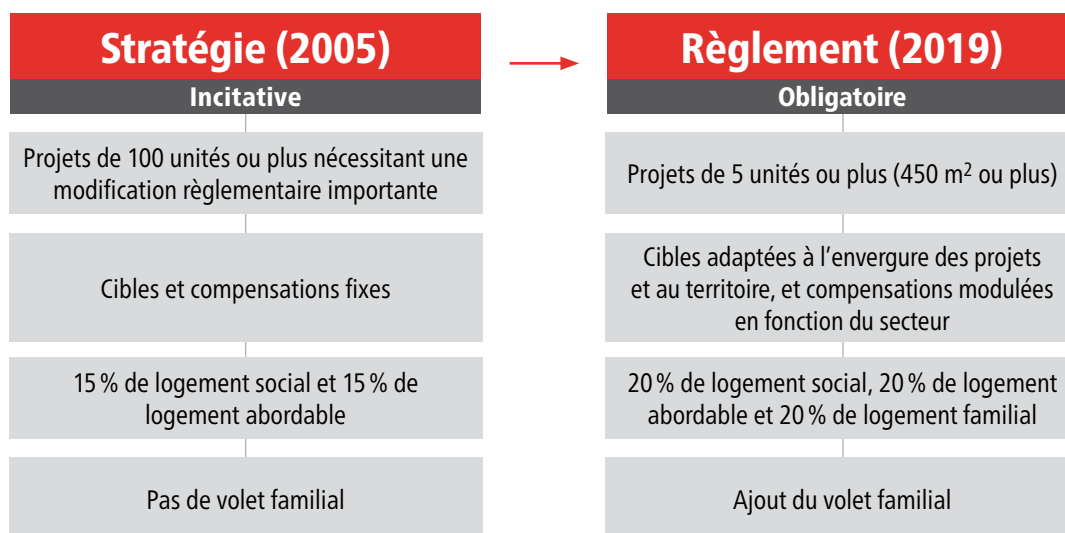 Stratégie (2005)
Incitative
Projets de 100 unités ou plus nécessitant une
modification règlementaire importante
Cibles et compensations fixes
15 % de logement social et 15 % de
logement abordable
Pas de volet familial
Règlement (2019)
Obligatoire
Projets de 5 unités ou plus (450 m² ou plus)
Cibles adaptées à l’envergure des projets
et au territoire, et compensations modulées
en fonction du secteur
20 % de logement social, 20 % de logement
abordable et 20 % de logement familial
Ajout du volet familial